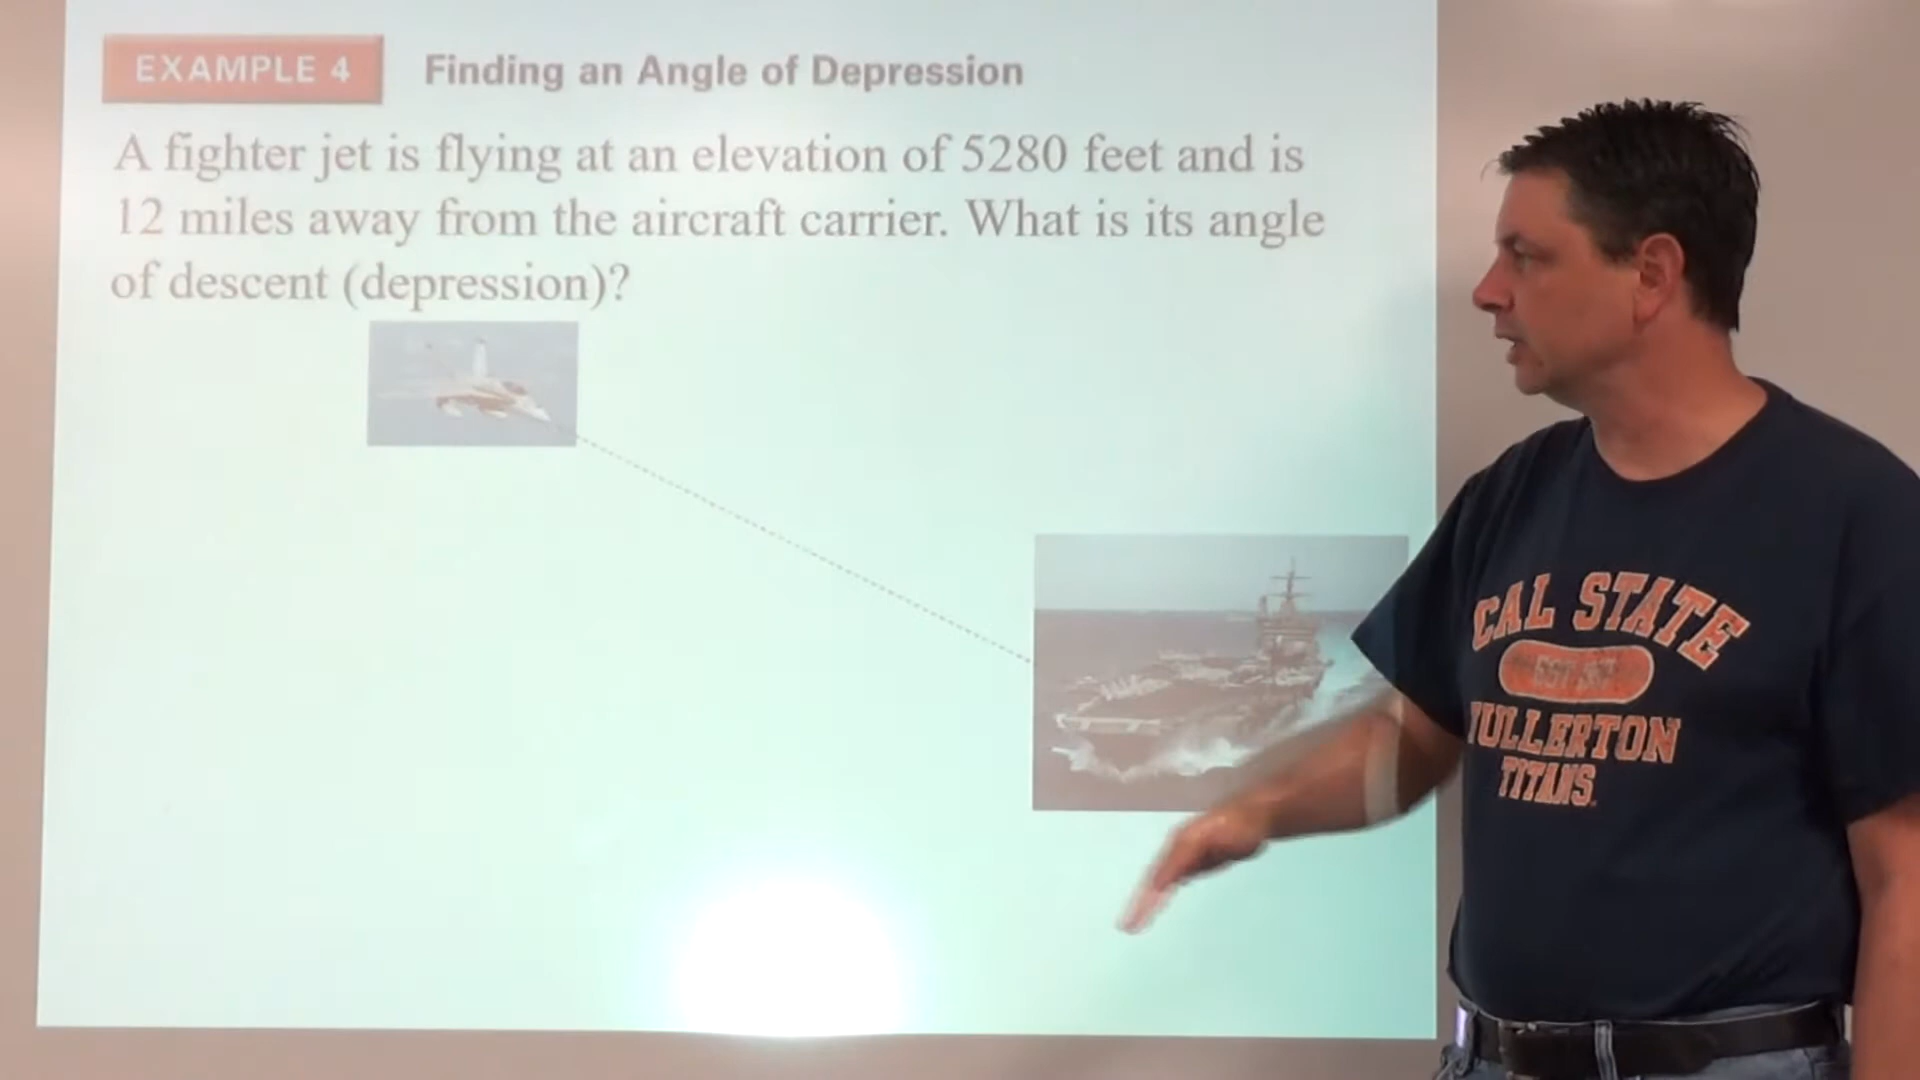 EXAMPLE 4 Finding an Angle of Depression
A fighter jet is flying at an elevation of 5280 feet and is
12 miles away from the aircraft carrier. What is its angle
of descent (depression)?
CAL STATE
FULLERTON
TITANS